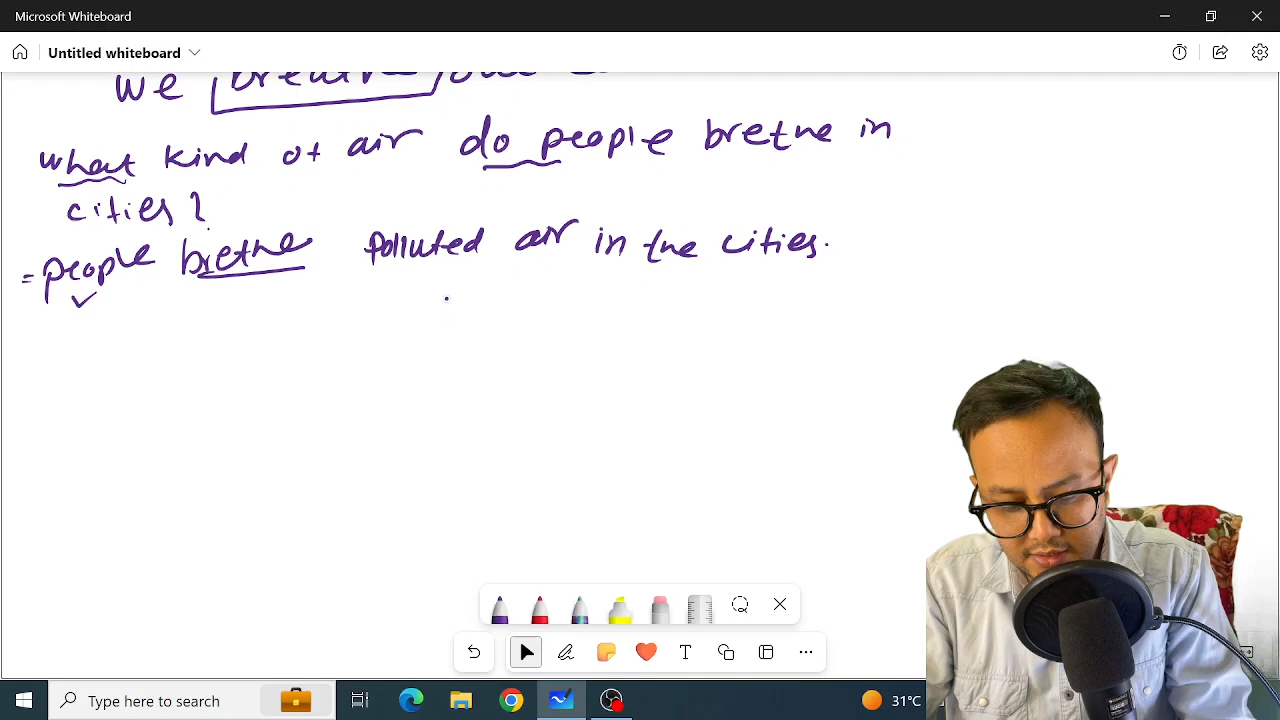 Microsoft Whiteboard
Untitled whiteboard
we breathe
what kind of air do people bretne in
cities?
= people bretne polluted air in the cities.
Type here to search
31°C